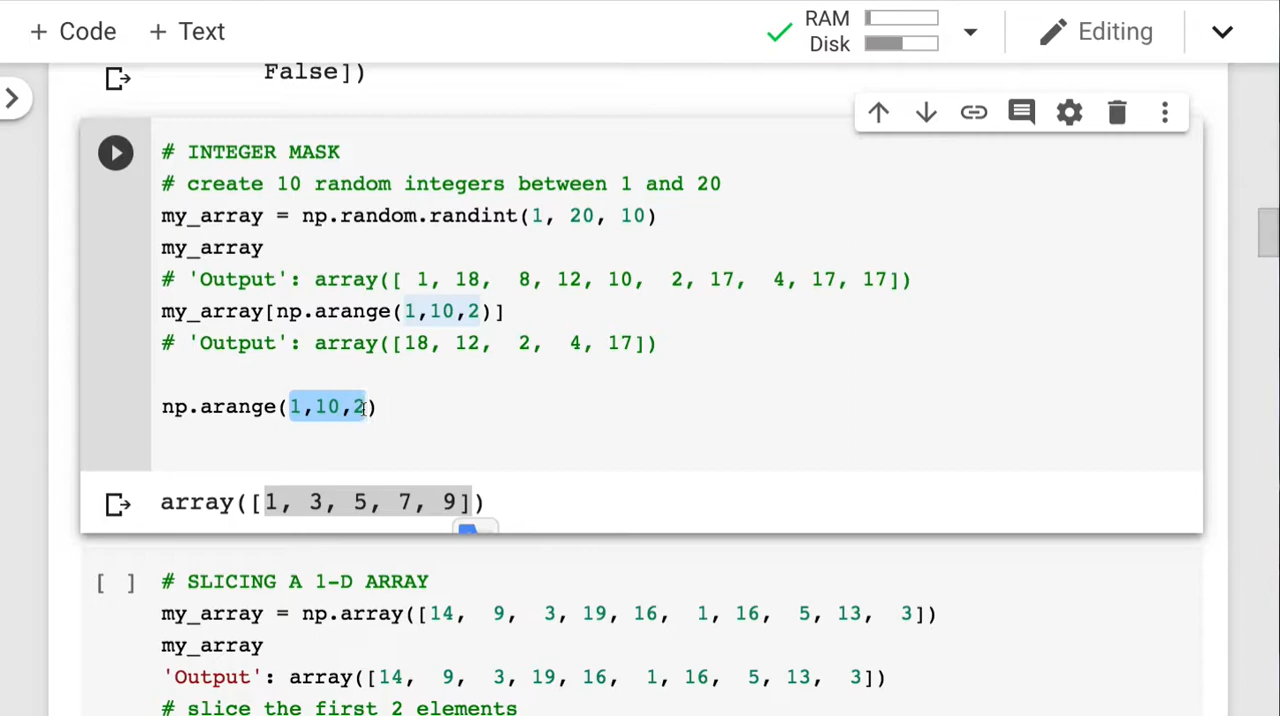 + Code + Text
RAM
Disk
Editing
False])
# INTEGER MASK
# create 10 random integers between 1 and 20
my_array = np.random.randint(1, 20, 10)
my_array
# 'Output': array([ 1, 18,  8, 12, 10,  2, 17,  4, 17, 17])
my_array[np.arange(1,10,2)]
# 'Output': array([18, 12,  2,  4, 17])
np.arange(1,10,2)
array([1, 3, 5, 7, 9])
[ ] # SLICING A 1-D ARRAY
my_array = np.array([14,  9,  3, 19, 16,  1, 16,  5, 13,  3])
my_array
'Output': array([14,  9,  3, 19, 16,  1, 16,  5, 13,  3])
# slice the first 2 elements